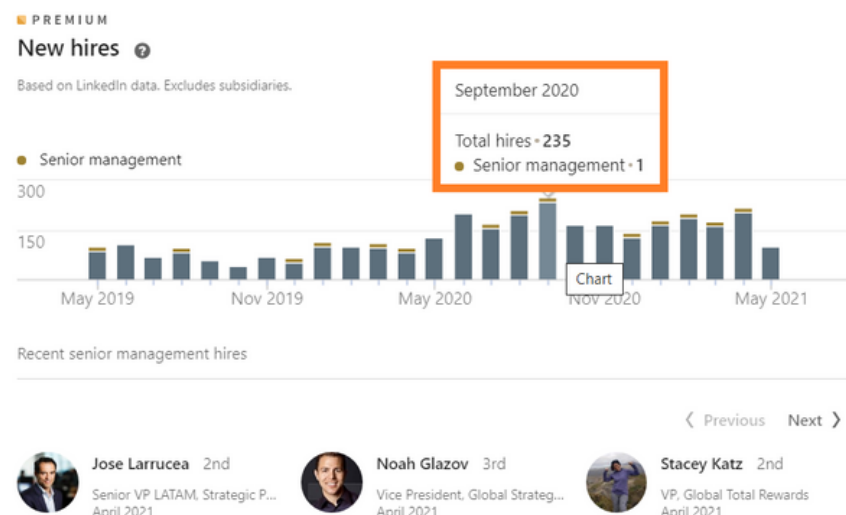 PREMIUM
New hires ?
Based on LinkedIn data. Excludes subsidiaries.
September 2020
Total hires • 235
Senior management • 1
Senior management
300
150
Chart
May 2019 Nov 2019 May 2020 Nov 2020 May 2021
Recent senior management hires
Previous Next
Jose Larrucea 2nd
Senior VP LATAM, Strategic P...
April 2021
Noah Glazov 3rd
Vice President, Global Strateg...
April 2021
Stacey Katz 2nd
VP, Global Total Rewards
April 2021